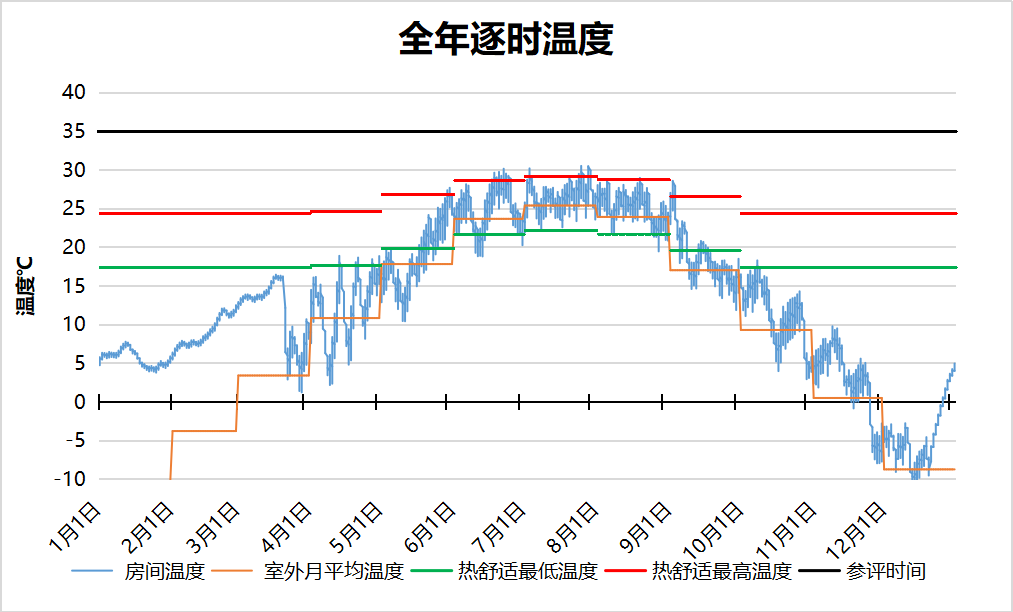 全年逐时温度
40
35
30
25
20
15
10
5
0
-5
-10
温度℃
1月1日
2月1日
3月1日
4月1日
5月1日
6月1日
7月1日
8月1日
9月1日
10月1日
11月1日
12月1日
房间温度 室外月平均温度 热舒适最低温度 热舒适最高温度 参评时间